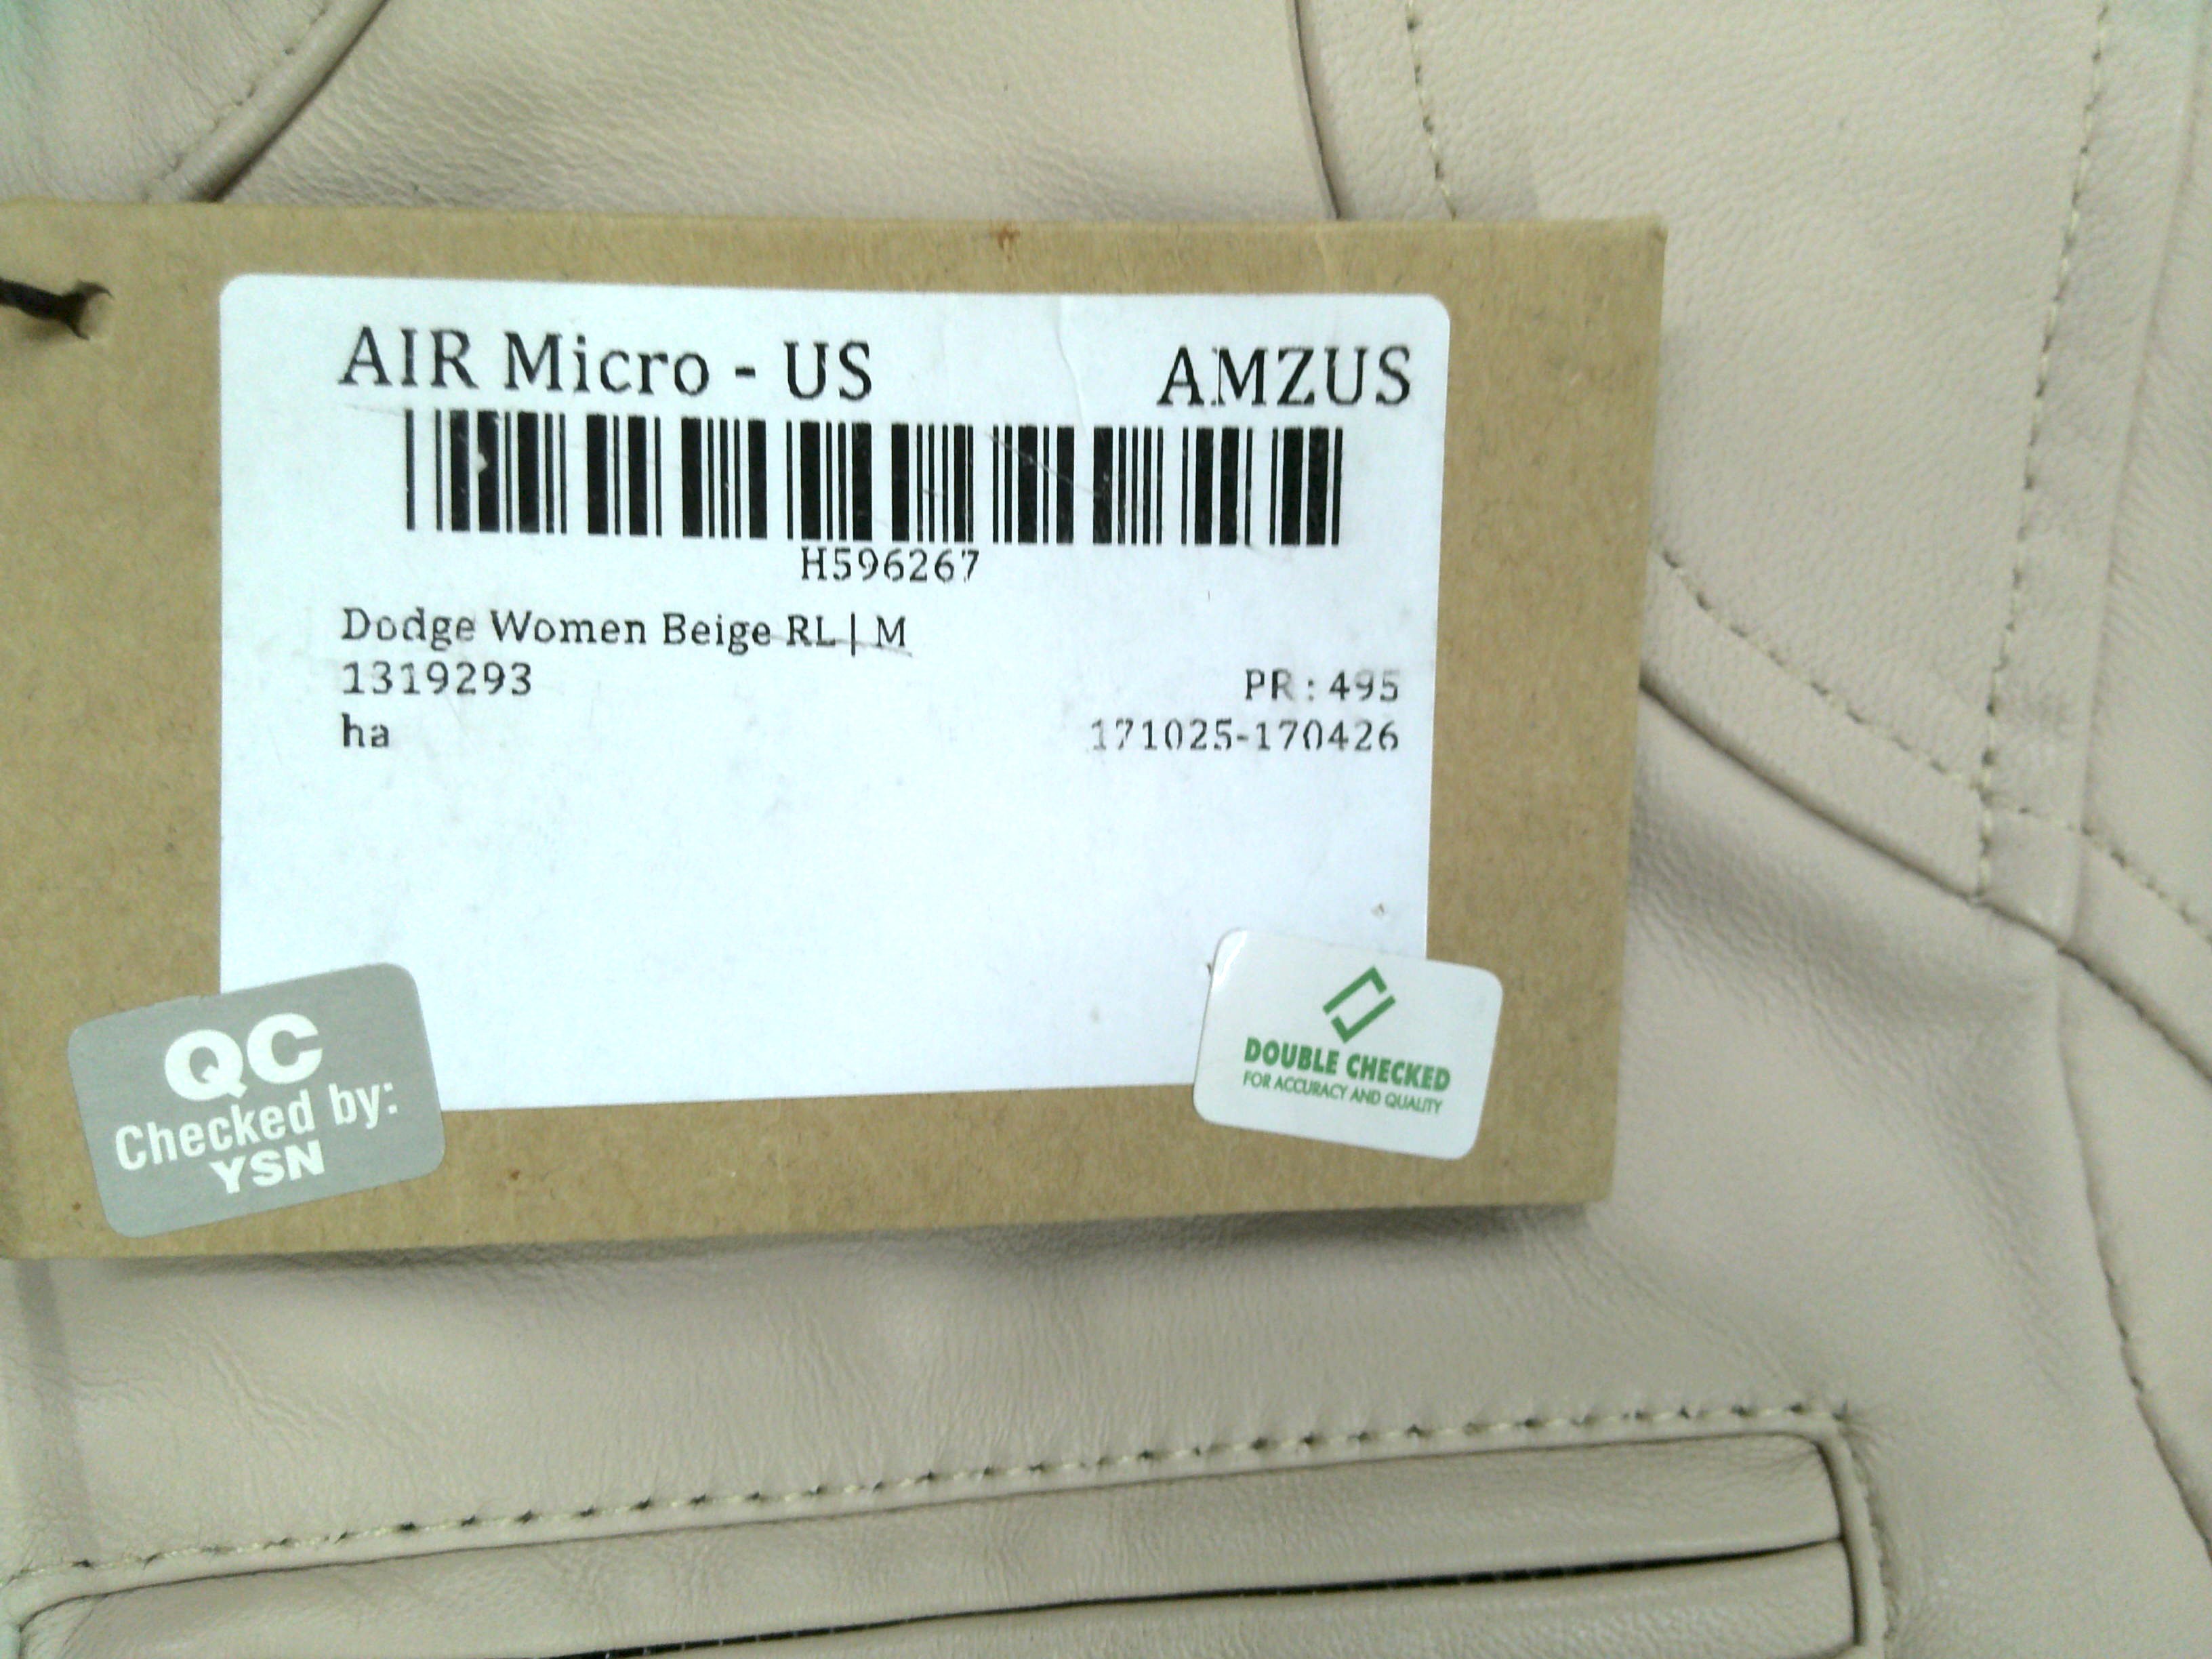 AIR Micro - US AMZUS
H596267
Dodge Women Beige RL | M
1319293 PR : 495
ha 171025-170426
QC
Checked by:
YSN
DOUBLE CHECKED
FOR ACCURACY AND QUALITY